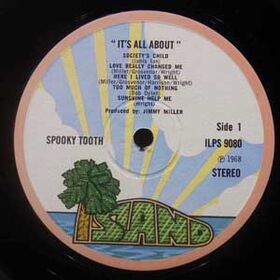 "IT'S ALL ABOUT"
SOCIETY'S CHILD
(Janis Ian)
LOVE REALLY CHANGED ME
(Miller/Grosvenor/Wright)
HERE I LIVED SO WELL
(Miller/Grosvenor/Harrison/Wright)
TOO MUCH OF NOTHING
(Bob Dylan)
SUNSHINE HELP ME
(Wright)
Produced by: JIMMY MILLER
SPOOKY TOOTH
Side 1
ILPS 9080
℗ 1968
STEREO
ISLAND